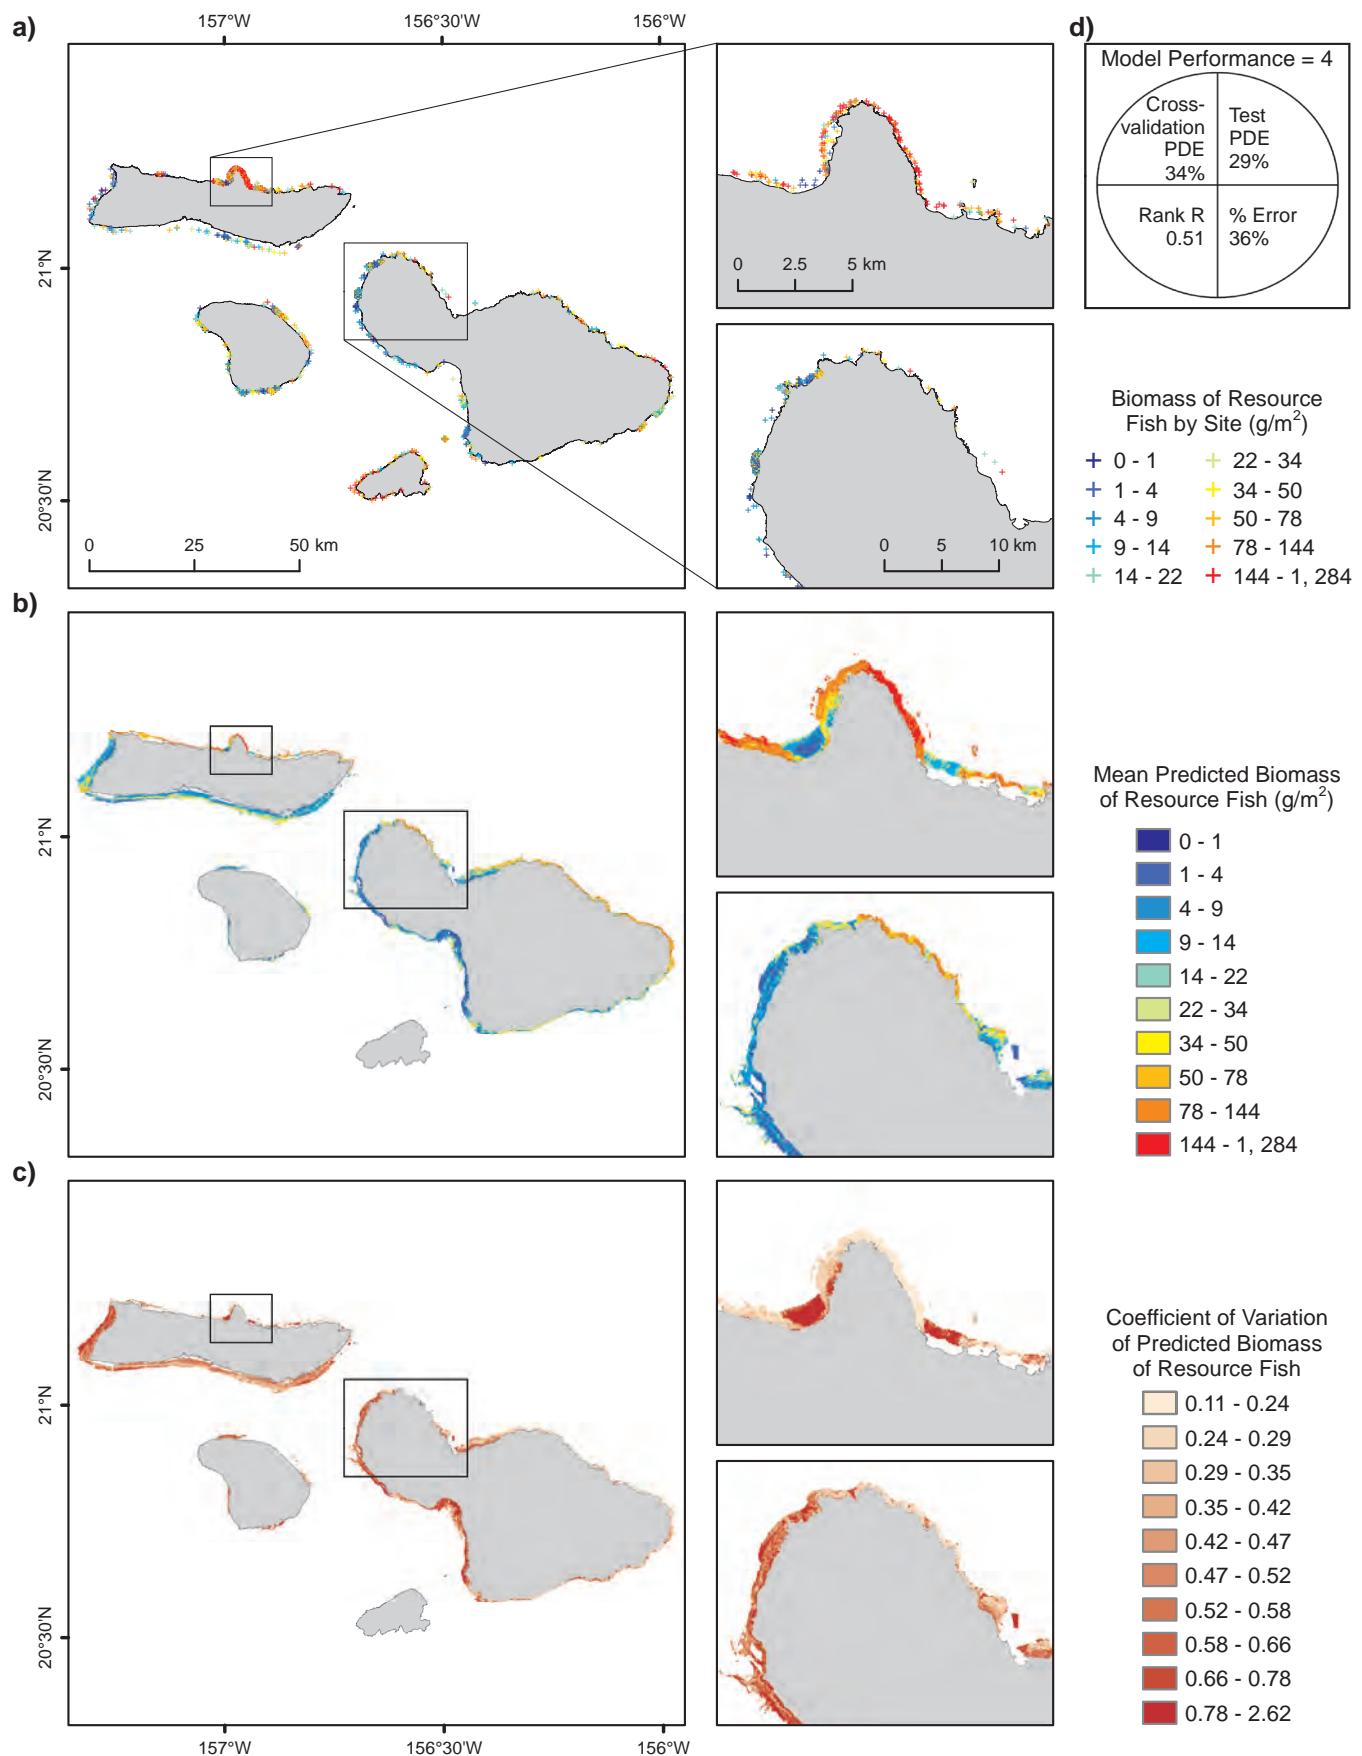 a)
157°W
156°30'W
156°W
21°N
20°30'N
0 25 50 km
0 2.5 5 km
0 5 10 km
d)
Model Performance = 4
Cross-
validation
PDE
34%
Test
PDE
29%
Rank R
0.51
% Error
36%
Biomass of Resource
Fish by Site (g/m²)
0 - 1
1 - 4
4 - 9
9 - 14
14 - 22
22 - 34
34 - 50
50 - 78
78 - 144
144 - 1, 284
b)
21°N
20°30'N
Mean Predicted Biomass
of Resource Fish (g/m²)
0 - 1
1 - 4
4 - 9
9 - 14
14 - 22
22 - 34
34 - 50
50 - 78
78 - 144
144 - 1, 284
c)
21°N
20°30'N
157°W
156°30'W
156°W
Coefficient of Variation
of Predicted Biomass
of Resource Fish
0.11 - 0.24
0.24 - 0.29
0.29 - 0.35
0.35 - 0.42
0.42 - 0.47
0.47 - 0.52
0.52 - 0.58
0.58 - 0.66
0.66 - 0.78
0.78 - 2.62